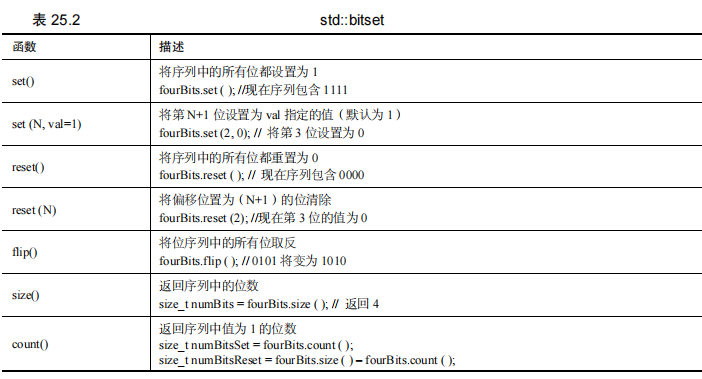 表 25.2 std::bitset
函数 描述
set() 将序列中的所有位都设置为 1
fourBits.set ( ); //现在序列包含 1111
set (N, val=1) 将第 N+1 位设置为 val 指定的值（默认为 1）
fourBits.set (2, 0); // 将第 3 位设置为 0
reset() 将序列中的所有位都重置为 0
fourBits.reset ( ); // 现在序列包含 0000
reset (N) 将偏移位置为（N+1）的位清除
fourBits.reset (2); //现在第 3 位的值为 0
flip() 将位序列中的所有位取反
fourBits.flip ( ); // 0101 将变为 1010
size() 返回序列中的位数
size_t numBits = fourBits.size ( ); // 返回 4
count() 返回序列中值为 1 的位数
size_t numBitsSet = fourBits.count ( );
size_t numBitsReset = fourBits.size ( ) – fourBits.count ( );